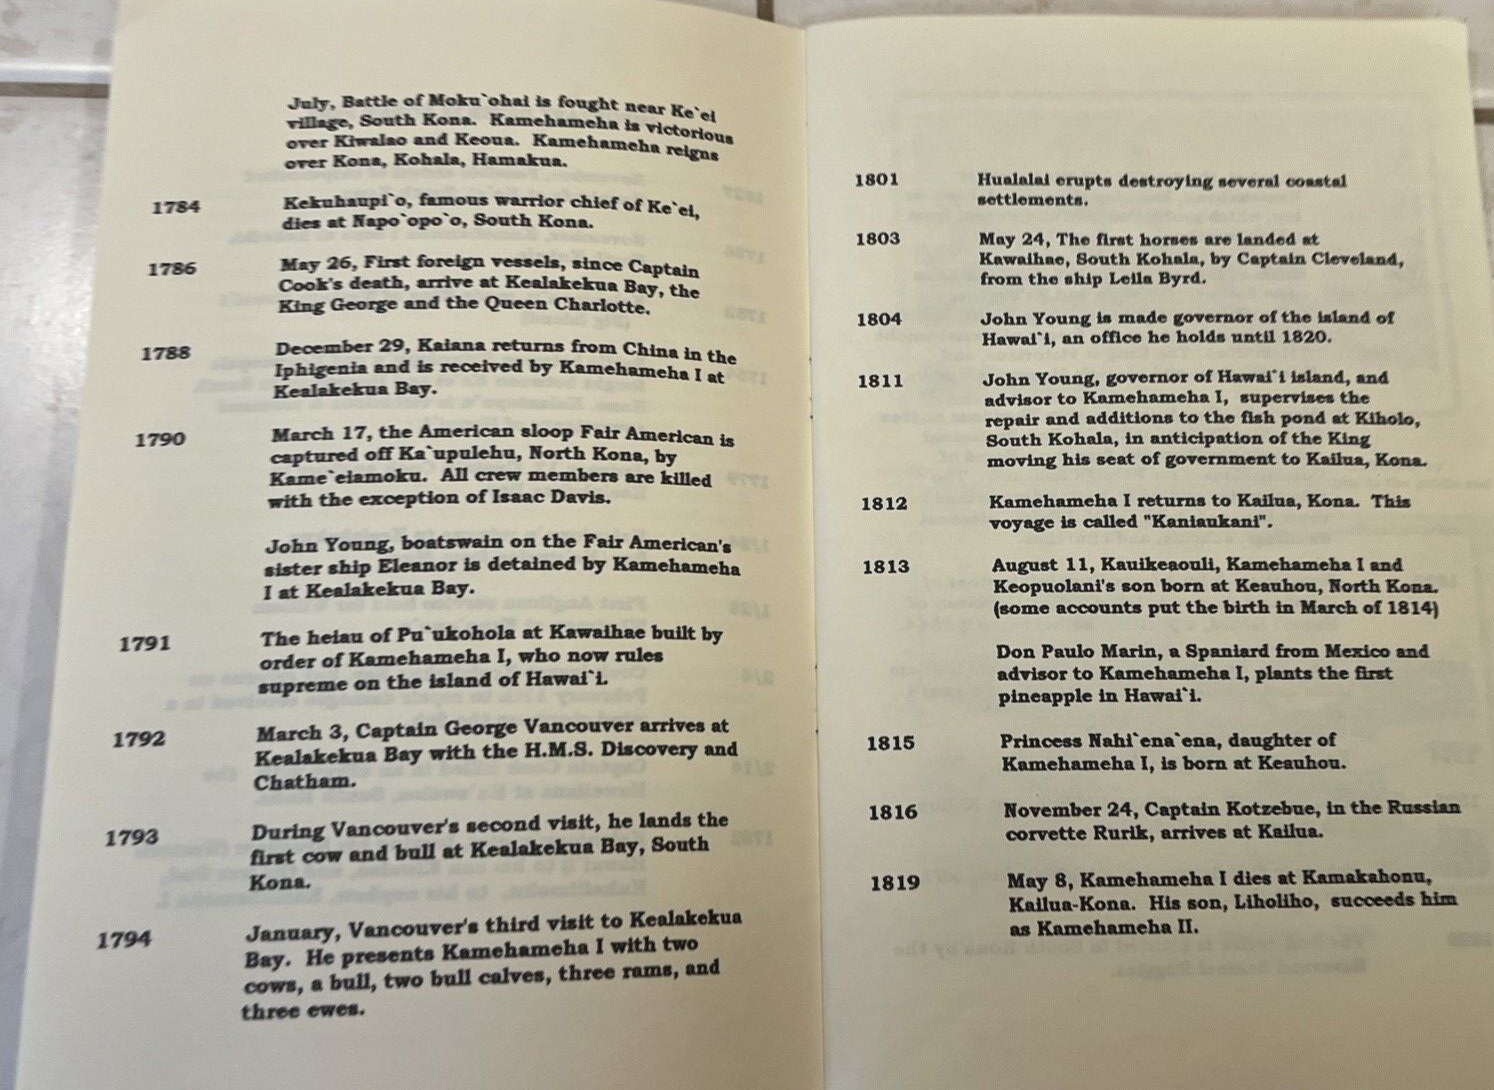 July, Battle of Moku`ohai is fought near Ke`ei
village, South Kona. Kamehameha is victorious
over Kiwalao and Keoua. Kamehameha reigns
over Kona, Kohala, Hamakua.
1784 Kekuhaupi`o, famous warrior chief of Ke`ei,
dies at Napo`opo`o, South Kona.
1786 May 26, First foreign vessels, since Captain
Cook's death, arrive at Kealakekua Bay, the
King George and the Queen Charlotte.
1788 December 29, Kaiana returns from China in the
Iphigenia and is received by Kamehameha I at
Kealakekua Bay.
1790 March 17, the American sloop Fair American is
captured off Ka`upulehu, North Kona, by
Kame`eiamoku. All crew members are killed
with the exception of Isaac Davis.
John Young, boatswain on the Fair American's
sister ship Eleanor is detained by Kamehameha
I at Kealakekua Bay.
1791 The heiau of Pu`ukohola at Kawaihae built by
order of Kamehameha I, who now rules
supreme on the island of Hawai`i.
1792 March 3, Captain George Vancouver arrives at
Kealakekua Bay with the H.M.S. Discovery and
Chatham.
1793 During Vancouver's second visit, he lands the
first cow and bull at Kealakekua Bay, South
Kona.
1794 January, Vancouver's third visit to Kealakekua
Bay. He presents Kamehameha I with two
cows, a bull, two bull calves, three rams, and
three ewes.
1801 Hualalai erupts destroying several coastal
settlements.
1803 May 24, The first horses are landed at
Kawaihae, South Kohala, by Captain Cleveland,
from the ship Leila Byrd.
1804 John Young is made governor of the island of
Hawai`i, an office he holds until 1820.
1811 John Young, governor of Hawai`i island, and
advisor to Kamehameha I, supervises the
repair and additions to the fish pond at Kiholo,
South Kohala, in anticipation of the King
moving his seat of government to Kailua, Kona.
1812 Kamehameha I returns to Kailua, Kona. This
voyage is called "Kaniaukani".
1813 August 11, Kauikeaouli, Kamehameha I and
Keopuolani's son born at Keauhou, North Kona.
(some accounts put the birth in March of 1814)
Don Paulo Marin, a Spaniard from Mexico and
advisor to Kamehameha I, plants the first
pineapple in Hawai`i.
1815 Princess Nahi`ena`ena, daughter of
Kamehameha I, is born at Keauhou.
1816 November 24, Captain Kotzebue, in the Russian
corvette Rurik, arrives at Kailua.
1819 May 8, Kamehameha I dies at Kamakahonu,
Kailua-Kona. His son, Liholiho, succeeds him
as Kamehameha II.